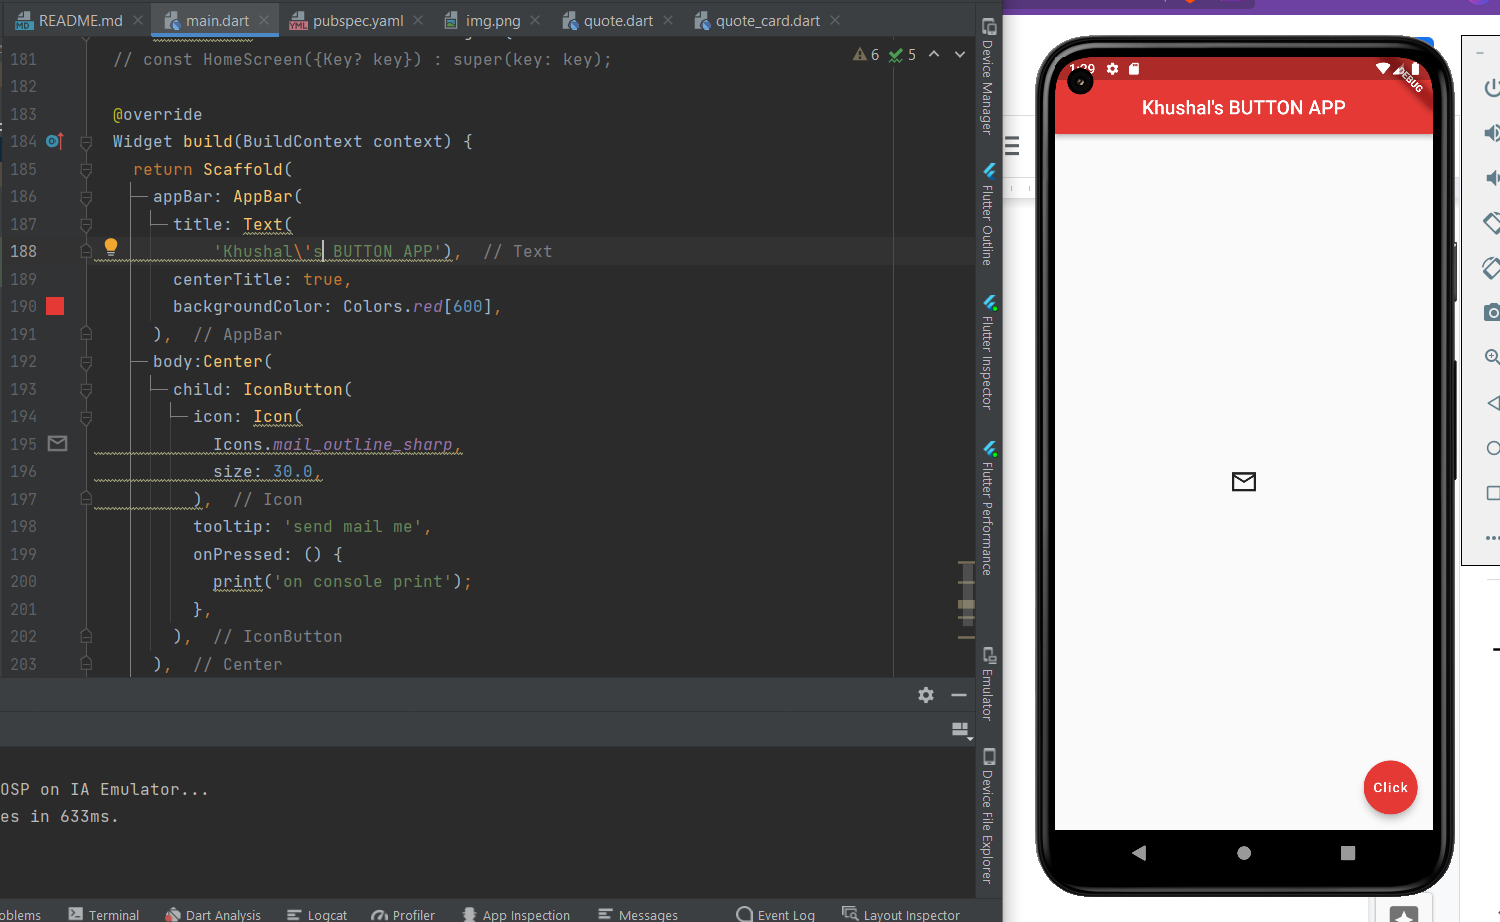 README.md main.dart pubspec.yaml img.png quote.dart quote_card.dart
181 // const HomeScreen({Key? key}) : super(key: key);
6 5
182
183 @override
184 Widget build(BuildContext context) {
185 return Scaffold(
186 appBar: AppBar(
187 title: Text(
188 'Khushal\'s BUTTON APP'), // Text
189 centerTitle: true,
190 backgroundColor: Colors.red[600],
191 ), // AppBar
192 body:Center(
193 child: IconButton(
194 icon: Icon(
195 Icons.mail_outline_sharp,
196 size: 30.0,
197 ), // Icon
198 tooltip: 'send mail me',
199 onPressed: () {
200 print('on console print');
201 },
202 ), // IconButton
203 ), // Center
OSP on IA Emulator...
es in 633ms.
oblems Terminal Dart Analysis Logcat Profiler App Inspection Messages Event Log Layout Inspector
Device Manager
Flutter Outline
Flutter Inspector
Flutter Performance
Emulator
Device File Explorer
DEBUG
Khushal's BUTTON APP
Click